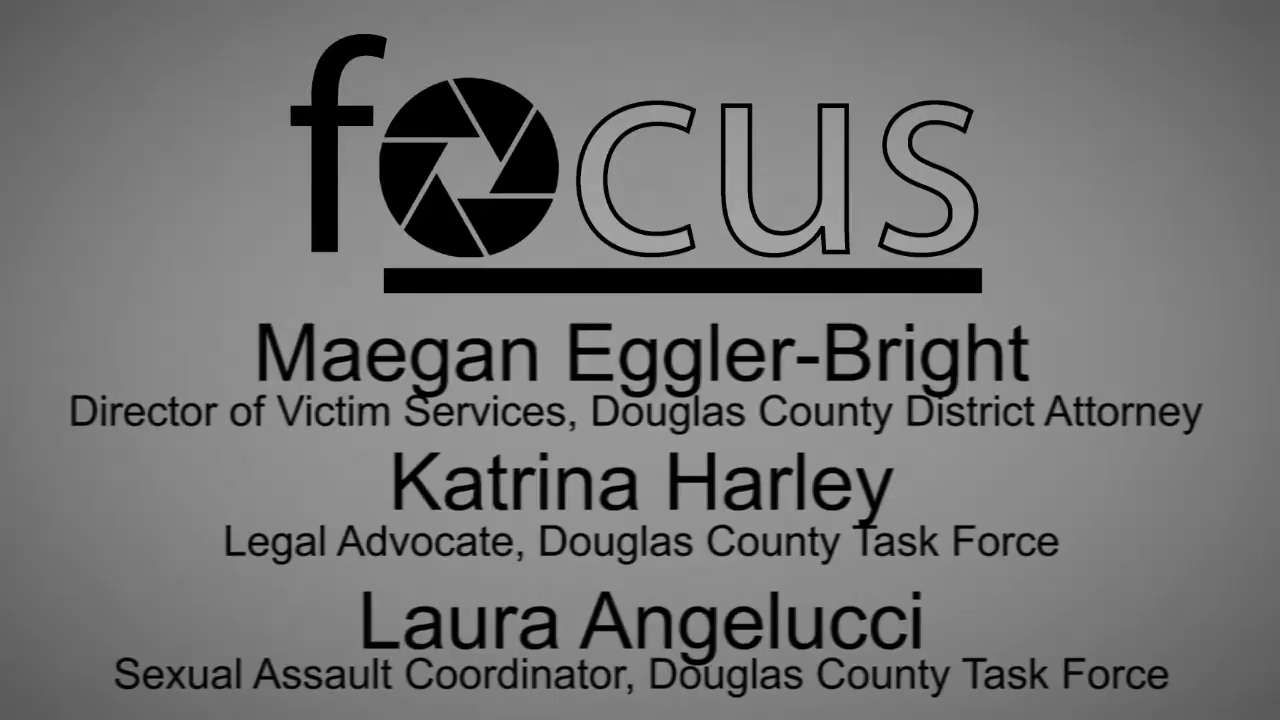 focus
Maegan Eggler-Bright
Director of Victim Services, Douglas County District Attorney
Katrina Harley
Legal Advocate, Douglas County Task Force
Laura Angelucci
Sexual Assault Coordinator, Douglas County Task Force